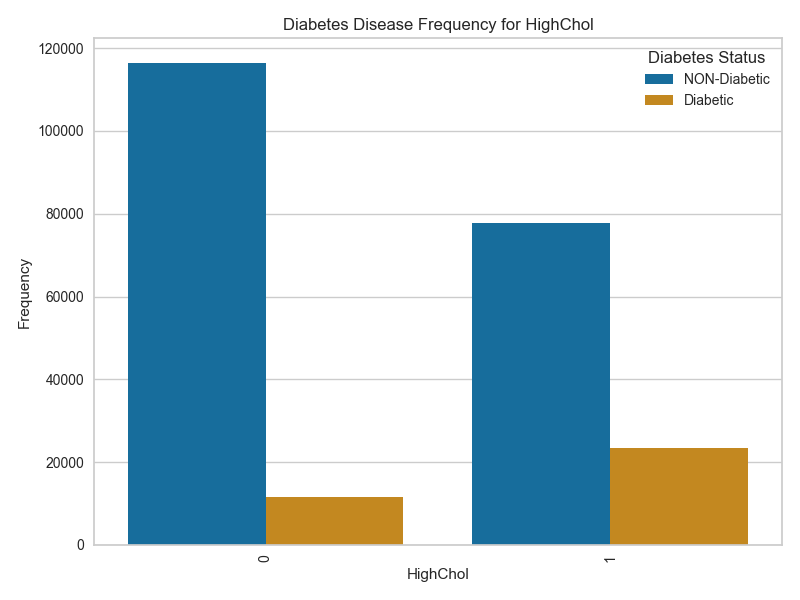 Diabetes Disease Frequency for HighChol
Diabetes Status
NON-Diabetic
Diabetic
120000
100000
80000
60000
40000
20000
0
Frequency
0
1
HighChol